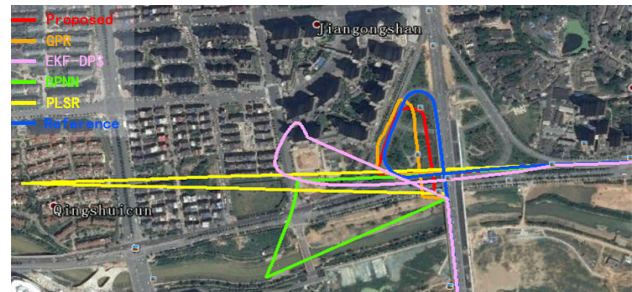 Proposed
GPR
EKF-DPS
BPNN
PLSR
Reference
Jiangongshan
Qingshuicun